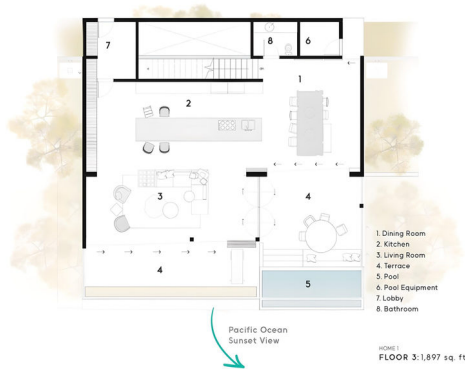 7
8
6
1
2
3
4
4
5
1. Dining Room
2. Kitchen
3. Living Room
4. Terrace
5. Pool
6. Pool Equipment
7. Lobby
8. Bathroom
Pacific Ocean
Sunset View
HOME 1
FLOOR 3: 1,897 sq. ft